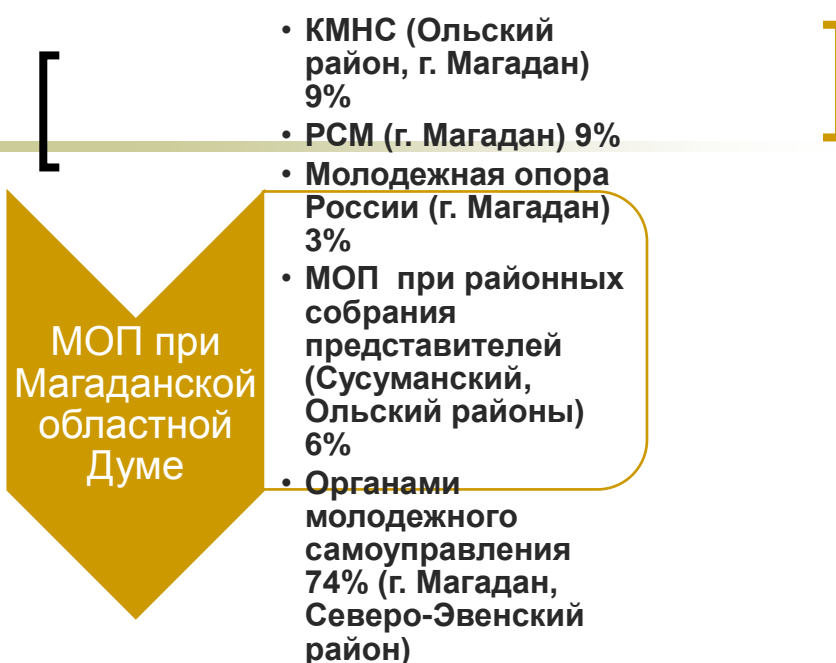 • КМНС (Ольский
район, г. Магадан)
9%
• РСМ (г. Магадан) 9%
• Молодежная опора
России (г. Магадан)
3%
• МОП при районных
собрания
представителей
(Сусуманский,
Ольский районы)
6%
• Органами
молодежного
самоуправления
74% (г. Магадан,
Северо-Эвенский
район)
МОП при
Магаданской
областной
Думе